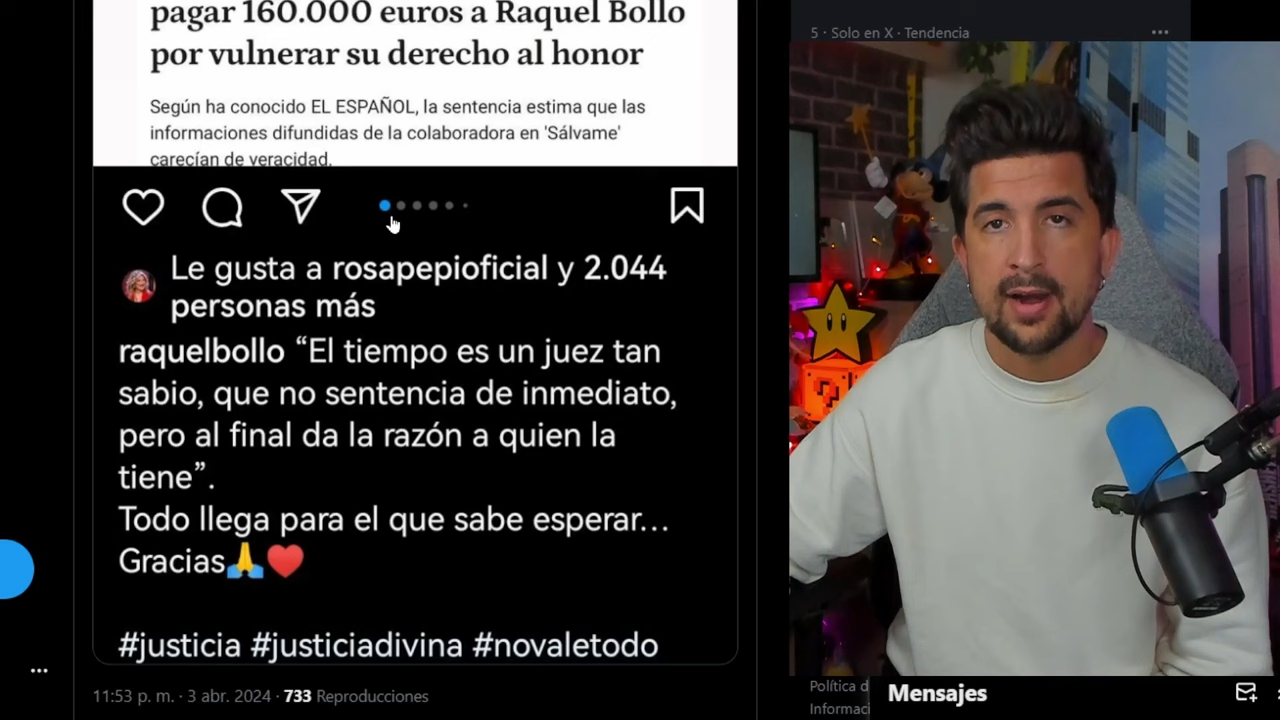 pagar 160.000 euros a Raquel Bollo
por vulnerar su derecho al honor
Según ha conocido EL ESPAÑOL, la sentencia estima que las
informaciones difundidas de la colaboradora en 'Sálvame'
carecían de veracidad.
Le gusta a rosapepioficial y 2.044
personas más
raquelbollo “El tiempo es un juez tan
sabio, que no sentencia de inmediato,
pero al final da la razón a quien la
tiene”.
Todo llega para el que sabe esperar...
Gracias🙏♥️
#justicia #justiciadivina #novaletodo
11:53 p. m. · 3 abr. 2024 · 733 Reproducciones
5 · Solo en X · Tendencia
Política d
Informaci
Mensajes